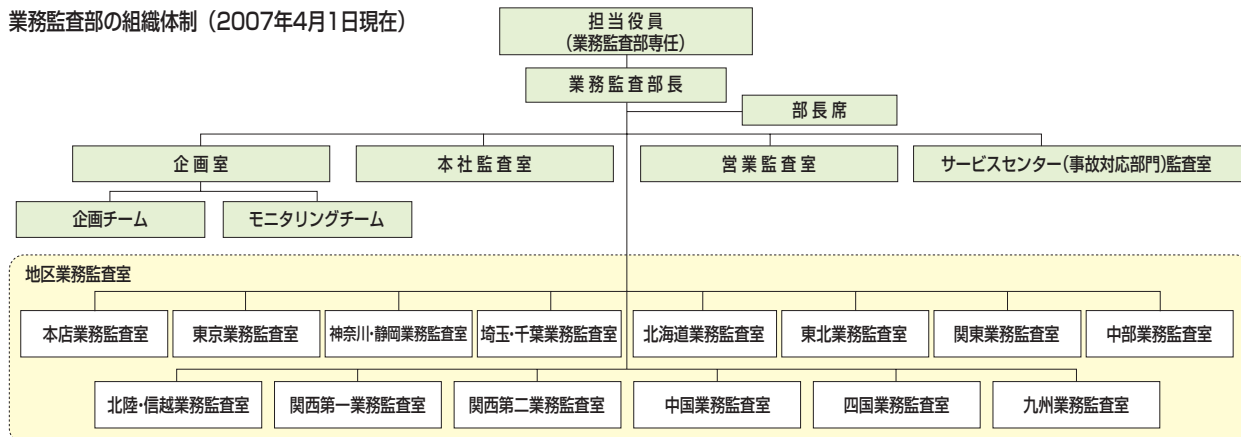 業務監査部の組織体制（2007年4月1日現在）
担当役員
（業務監査部専任）
業務監査部長
部長席
企画室
本社監査室
営業監査室
サービスセンター（事故対応部門）監査室
企画チーム
モニタリングチーム
地区業務監査室
本店業務監査室
東京業務監査室
神奈川・静岡業務監査室
埼玉・千葉業務監査室
北海道業務監査室
東北業務監査室
関東業務監査室
中部業務監査室
北陸・信越業務監査室
関西第一業務監査室
関西第二業務監査室
中国業務監査室
四国業務監査室
九州業務監査室